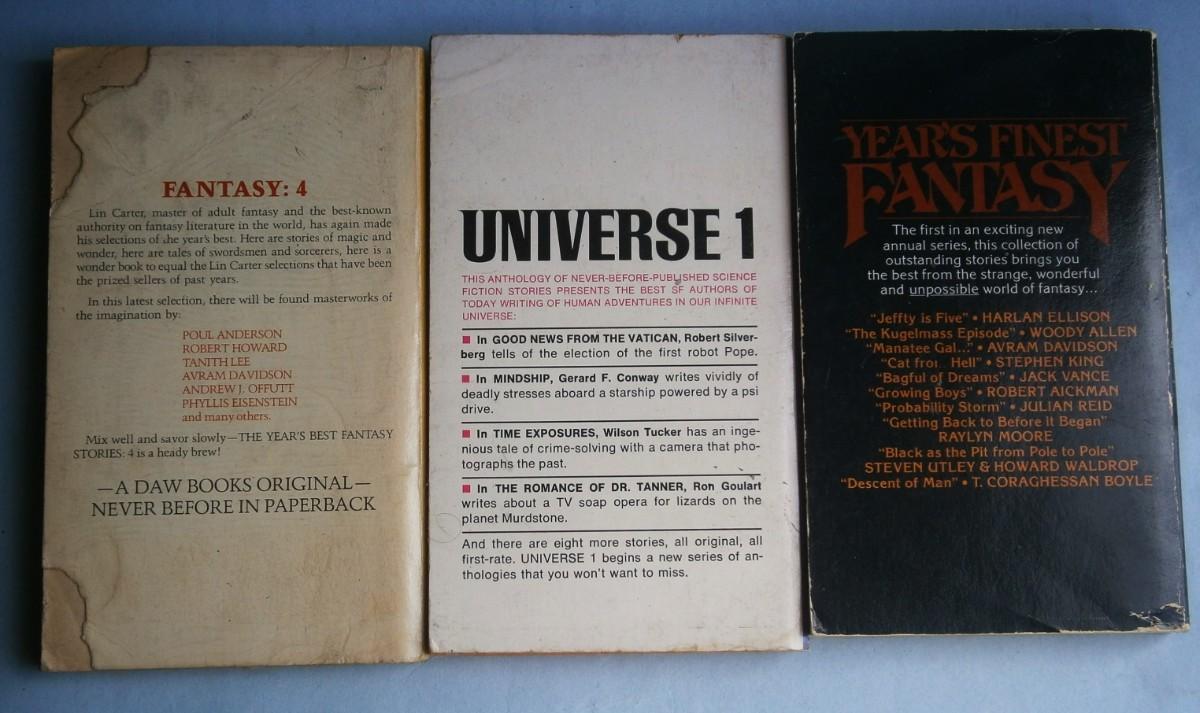 FANTASY: 4
Lin Carter, master of adult fantasy and the best-known
authority on fantasy literature in the world, has again made
his selections of the year's best. Here are stories of magic and
wonder, here are tales of swordsmen and sorcerers, here is a
wonder book to equal the Lin Carter selections that have been
the prized sellers of past years.
In this latest selection, there will be found masterworks of
the imagination by:
POUL ANDERSON
ROBERT HOWARD
TANITH LEE
AVRAM DAVIDSON
ANDREW J. OFFUTT
PHYLLIS EISENSTEIN
and many others.
Mix well and savor slowly—THE YEAR'S BEST FANTASY
STORIES: 4 is a heady brew!
—A DAW BOOKS ORIGINAL—
NEVER BEFORE IN PAPERBACK
UNIVERSE 1
THIS ANTHOLOGY OF NEVER-BEFORE-PUBLISHED SCIENCE
FICTION STORIES PRESENTS THE BEST SF AUTHORS OF
TODAY WRITING OF HUMAN ADVENTURES IN OUR INFINITE
UNIVERSE:
■ In GOOD NEWS FROM THE VATICAN, Robert Silver-
berg tells of the election of the first robot Pope.
■ In MINDSHIP, Gerard F. Conway writes vividly of
deadly stresses aboard a starship powered by a psi
drive.
■ In TIME EXPOSURES, Wilson Tucker has an inge-
nious tale of crime-solving with a camera that pho-
tographs the past.
■ In THE ROMANCE OF DR. TANNER, Ron Goulart
writes about a TV soap opera for lizards on the
planet Murdstone.
And there are eight more stories, all original, all
first-rate. UNIVERSE 1 begins a new series of an-
thologies that you won't want to miss.
YEAR'S FINEST
FANTASY
The first in an exciting new
annual series, this collection of
outstanding stories brings you
the best from the strange, wonderful
and unpossible world of fantasy...
"Jeffty is Five" • HARLAN ELLISON
"The Kugelmass Episode" • WOODY ALLEN
"Manatee Gal..." • AVRAM DAVIDSON
"Cat from Hell" • STEPHEN KING
"Bagful of Dreams" • JACK VANCE
"Growing Boys" • ROBERT AICKMAN
"Probability Storm" • JULIAN REID
"Getting Back to Before It Began"
RAYLYN MOORE
"Black as the Pit from Pole to Pole"
STEVEN UTLEY & HOWARD WALDROP
"Descent of Man" • T. CORAGHESSAN BOYLE